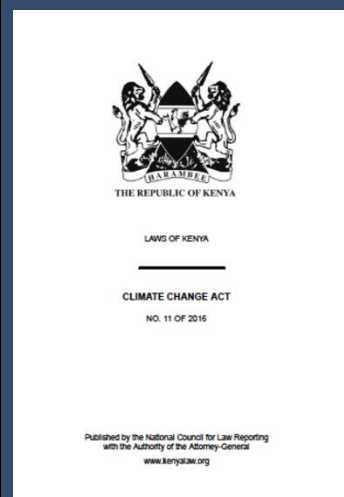 HARAMBEE
THE REPUBLIC OF KENYA
LAWS OF KENYA
CLIMATE CHANGE ACT
NO. 11 OF 2016
Published by the National Council for Law Reporting
with the Authority of the Attorney-General
www.kenyalaw.org